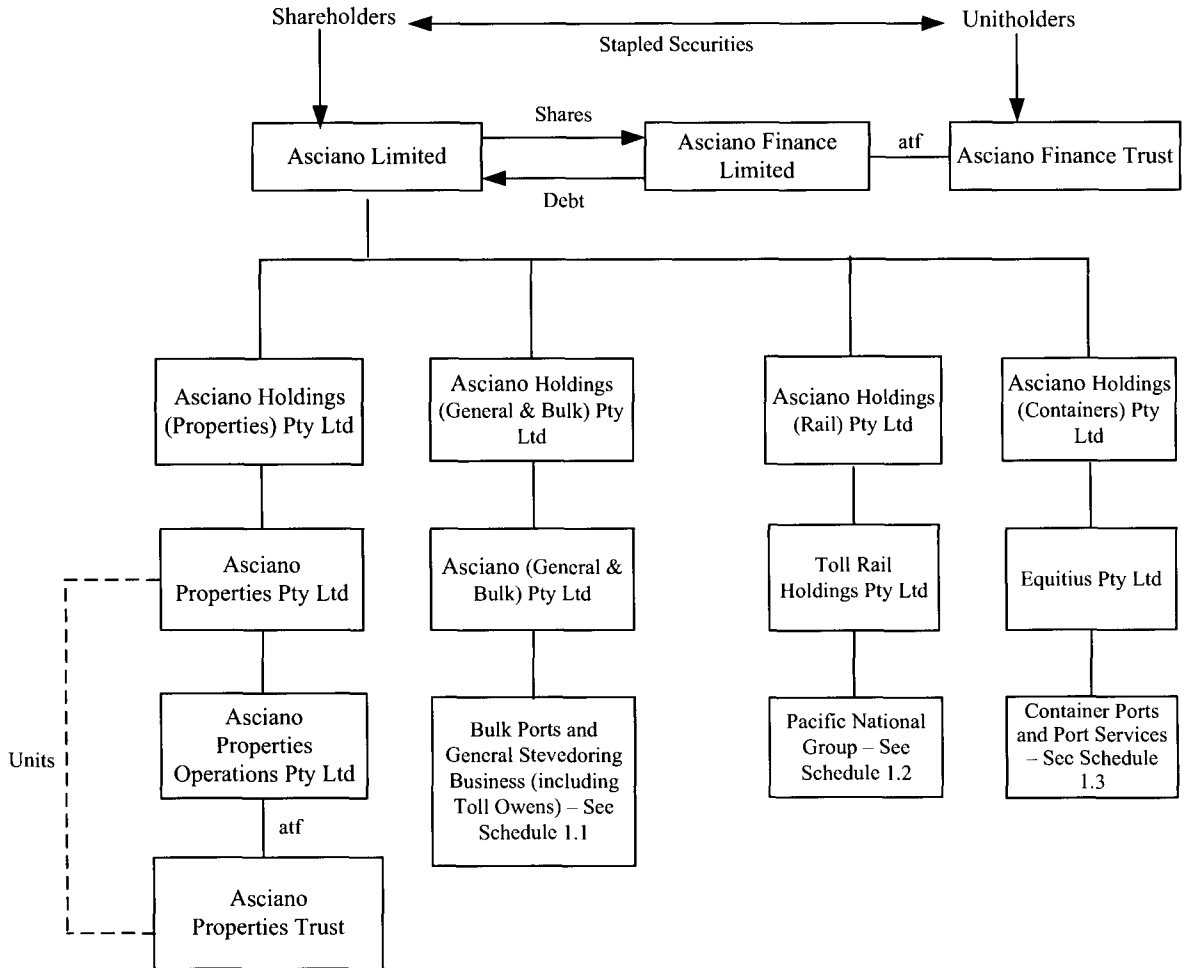 Shareholders
Unitholders
Stapled Securities
Shares
Asciano Limited
Asciano Finance
Limited
atf
Asciano Finance Trust
Debt
Asciano Holdings
(Properties) Pty Ltd
Asciano Holdings
(General & Bulk) Pty
Ltd
Asciano Holdings
(Rail) Pty Ltd
Asciano Holdings
(Containers) Pty
Ltd
Asciano
Properties Pty Ltd
Asciano (General &
Bulk) Pty Ltd
Toll Rail
Holdings Pty Ltd
Equitius Pty Ltd
Units
Asciano
Properties
Operations Pty Ltd
Bulk Ports and
General Stevedoring
Business (including
Toll Owens) – See
Schedule 1.1
Pacific National
Group – See
Schedule 1.2
Container Ports
and Port Services
– See Schedule
1.3
atf
Asciano
Properties Trust